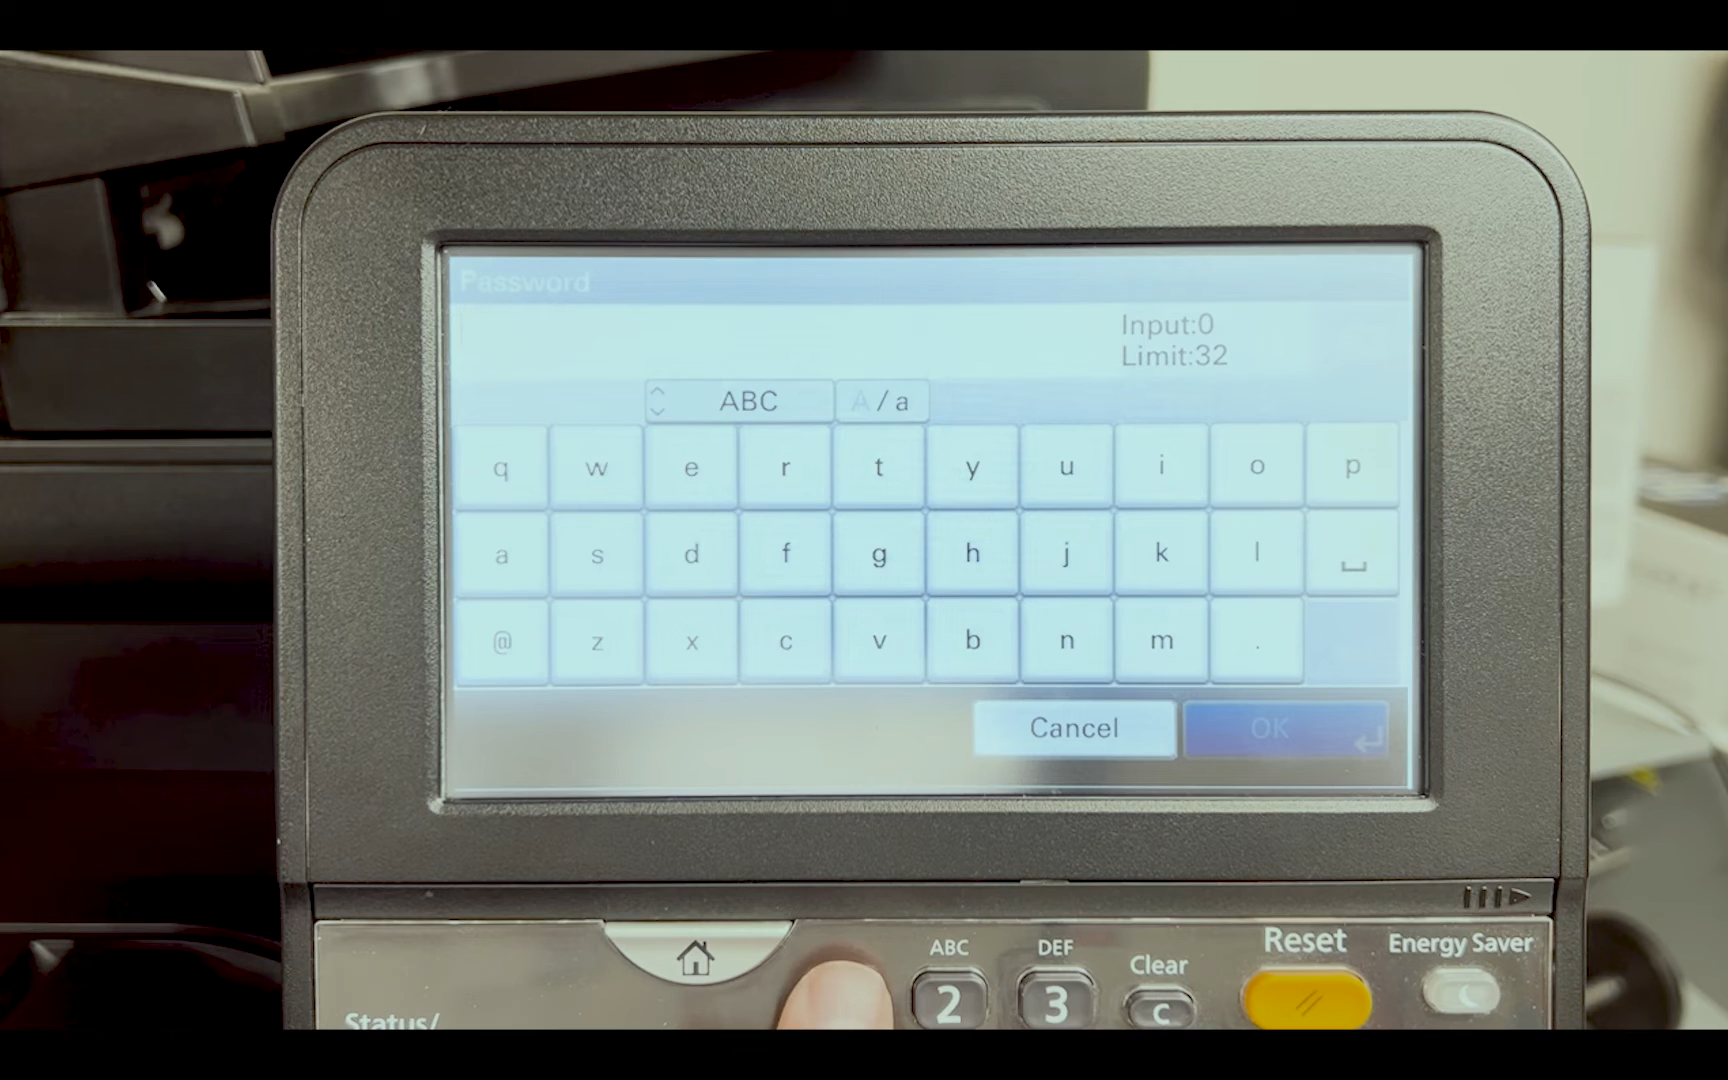 Password
Input:0
Limit:32
ABC A/a
q w e r t y u i o p
a s d f g h j k l
@ z x c v b n m .
Cancel OK
Reset Energy Saver
ABC DEF Clear
2 3 C
Status/